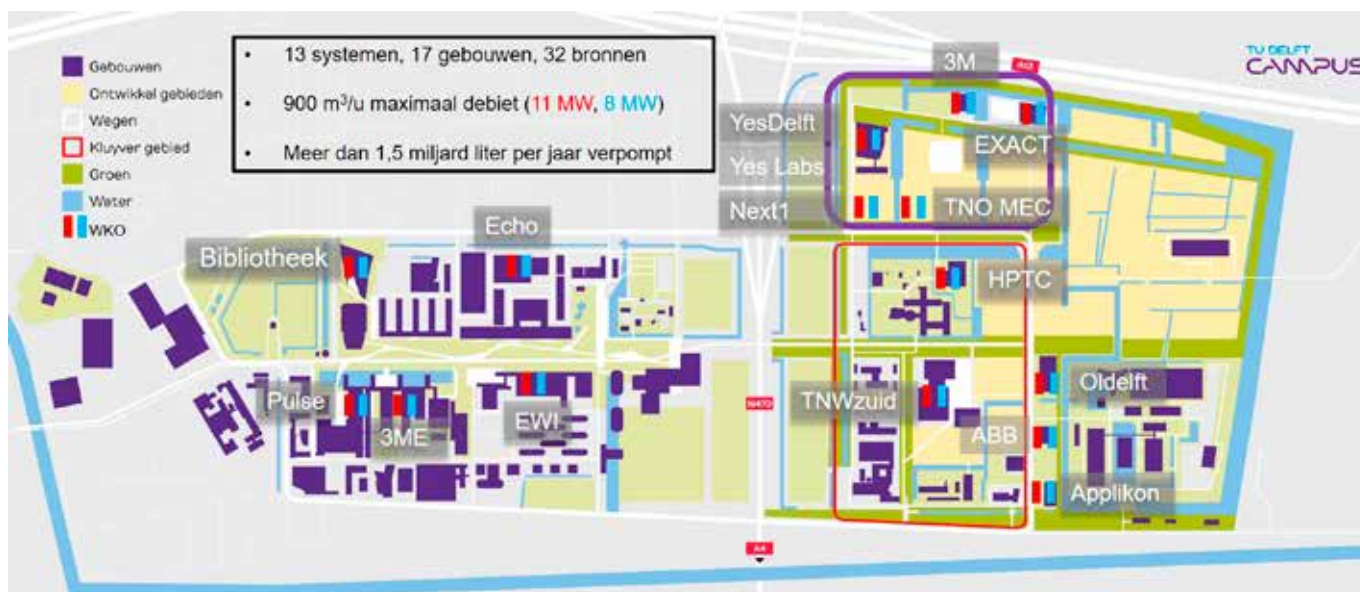 • 13 systemen, 17 gebouwen, 32 bronnen
• 900 m³/u maximaal debiet (11 MW, 8 MW)
• Meer dan 1,5 miljard liter per jaar verpompt
Gebouwen
Ontwikkel gebieden
Wegen
Kluyver gebied
Groen
Water
WKO
TU DELFT
CAMPUS
3M
YesDelft
EXACT
Yes Labs
Next1
TNO MEC
Echo
Bibliotheek
HPTC
Pulse
3ME
EWI
N470
TNWzuid
Oldelft
ABB
Applikon
A4